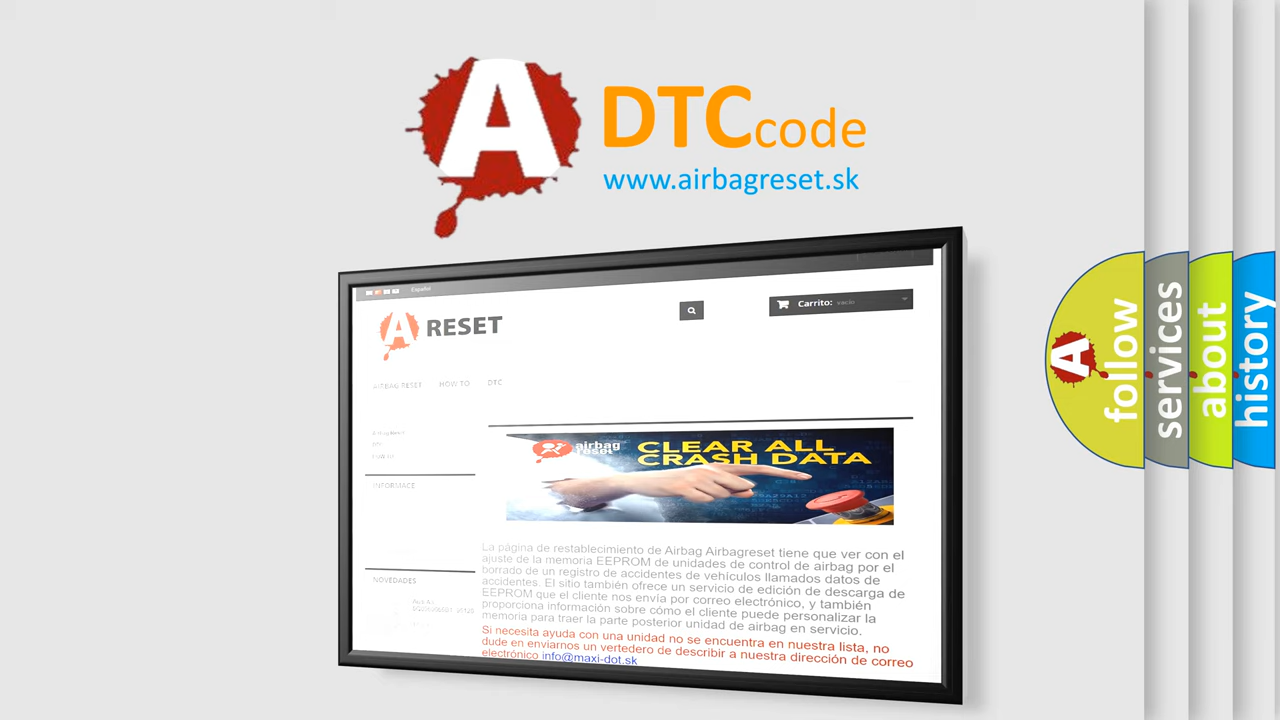 A DTCcode
www.airbagreset.sk
Español
Carrito: vacío
A RESET
AIRBAG RESET HOW TO DTC
airbag
reset
CLEAR ALL
CRASH DATA
INFORMACE
La página de restablecimiento de Airbag Airbagreset tiene que ver con el
ajuste de la memoria EEPROM de unidades de control de airbag por el
borrado de un registro de accidentes de vehículos llamados datos de
accidentes. El sitio también ofrece un servicio de edición de descarga de
EEPROM que el cliente nos envía por correo electrónico, y también
proporciona información sobre cómo el cliente puede personalizar la
memoria para traer la parte posterior unidad de airbag en servicio.
Si necesita ayuda con una unidad no se encuentra en nuestra lista, no
dude en enviarnos un vertedero de describir a nuestra dirección de correo
electrónico info@maxi-dot.sk
NOVEDADES
A follow
services
about
history